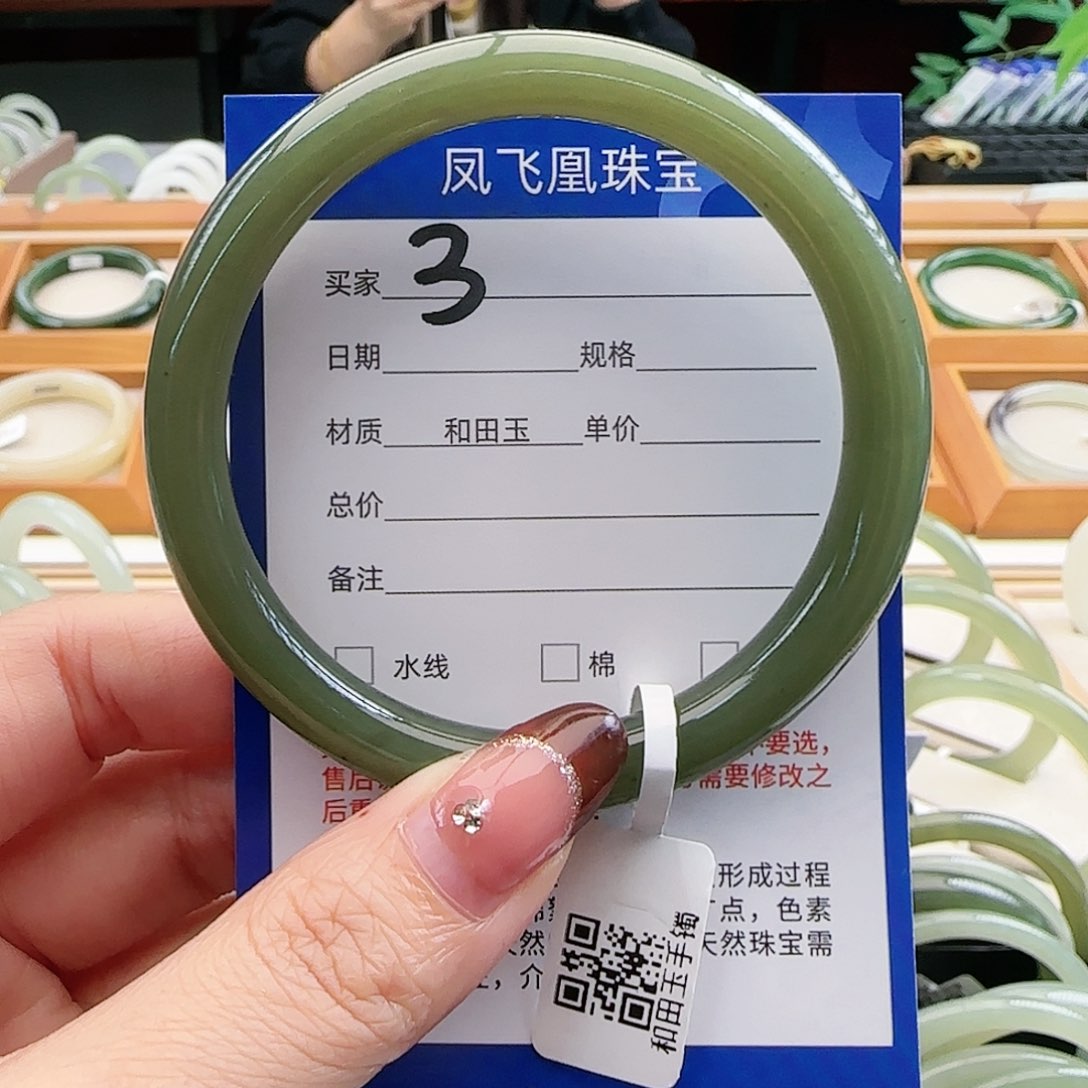 凤飞凰珠宝
买家 3
日期 规格
材质 和田玉 单价
总价
备注
水线 棉
要选，
售后 需要修改之
后
形成过程
点，色素
然 天然珠宝需
，介
和田玉手镯